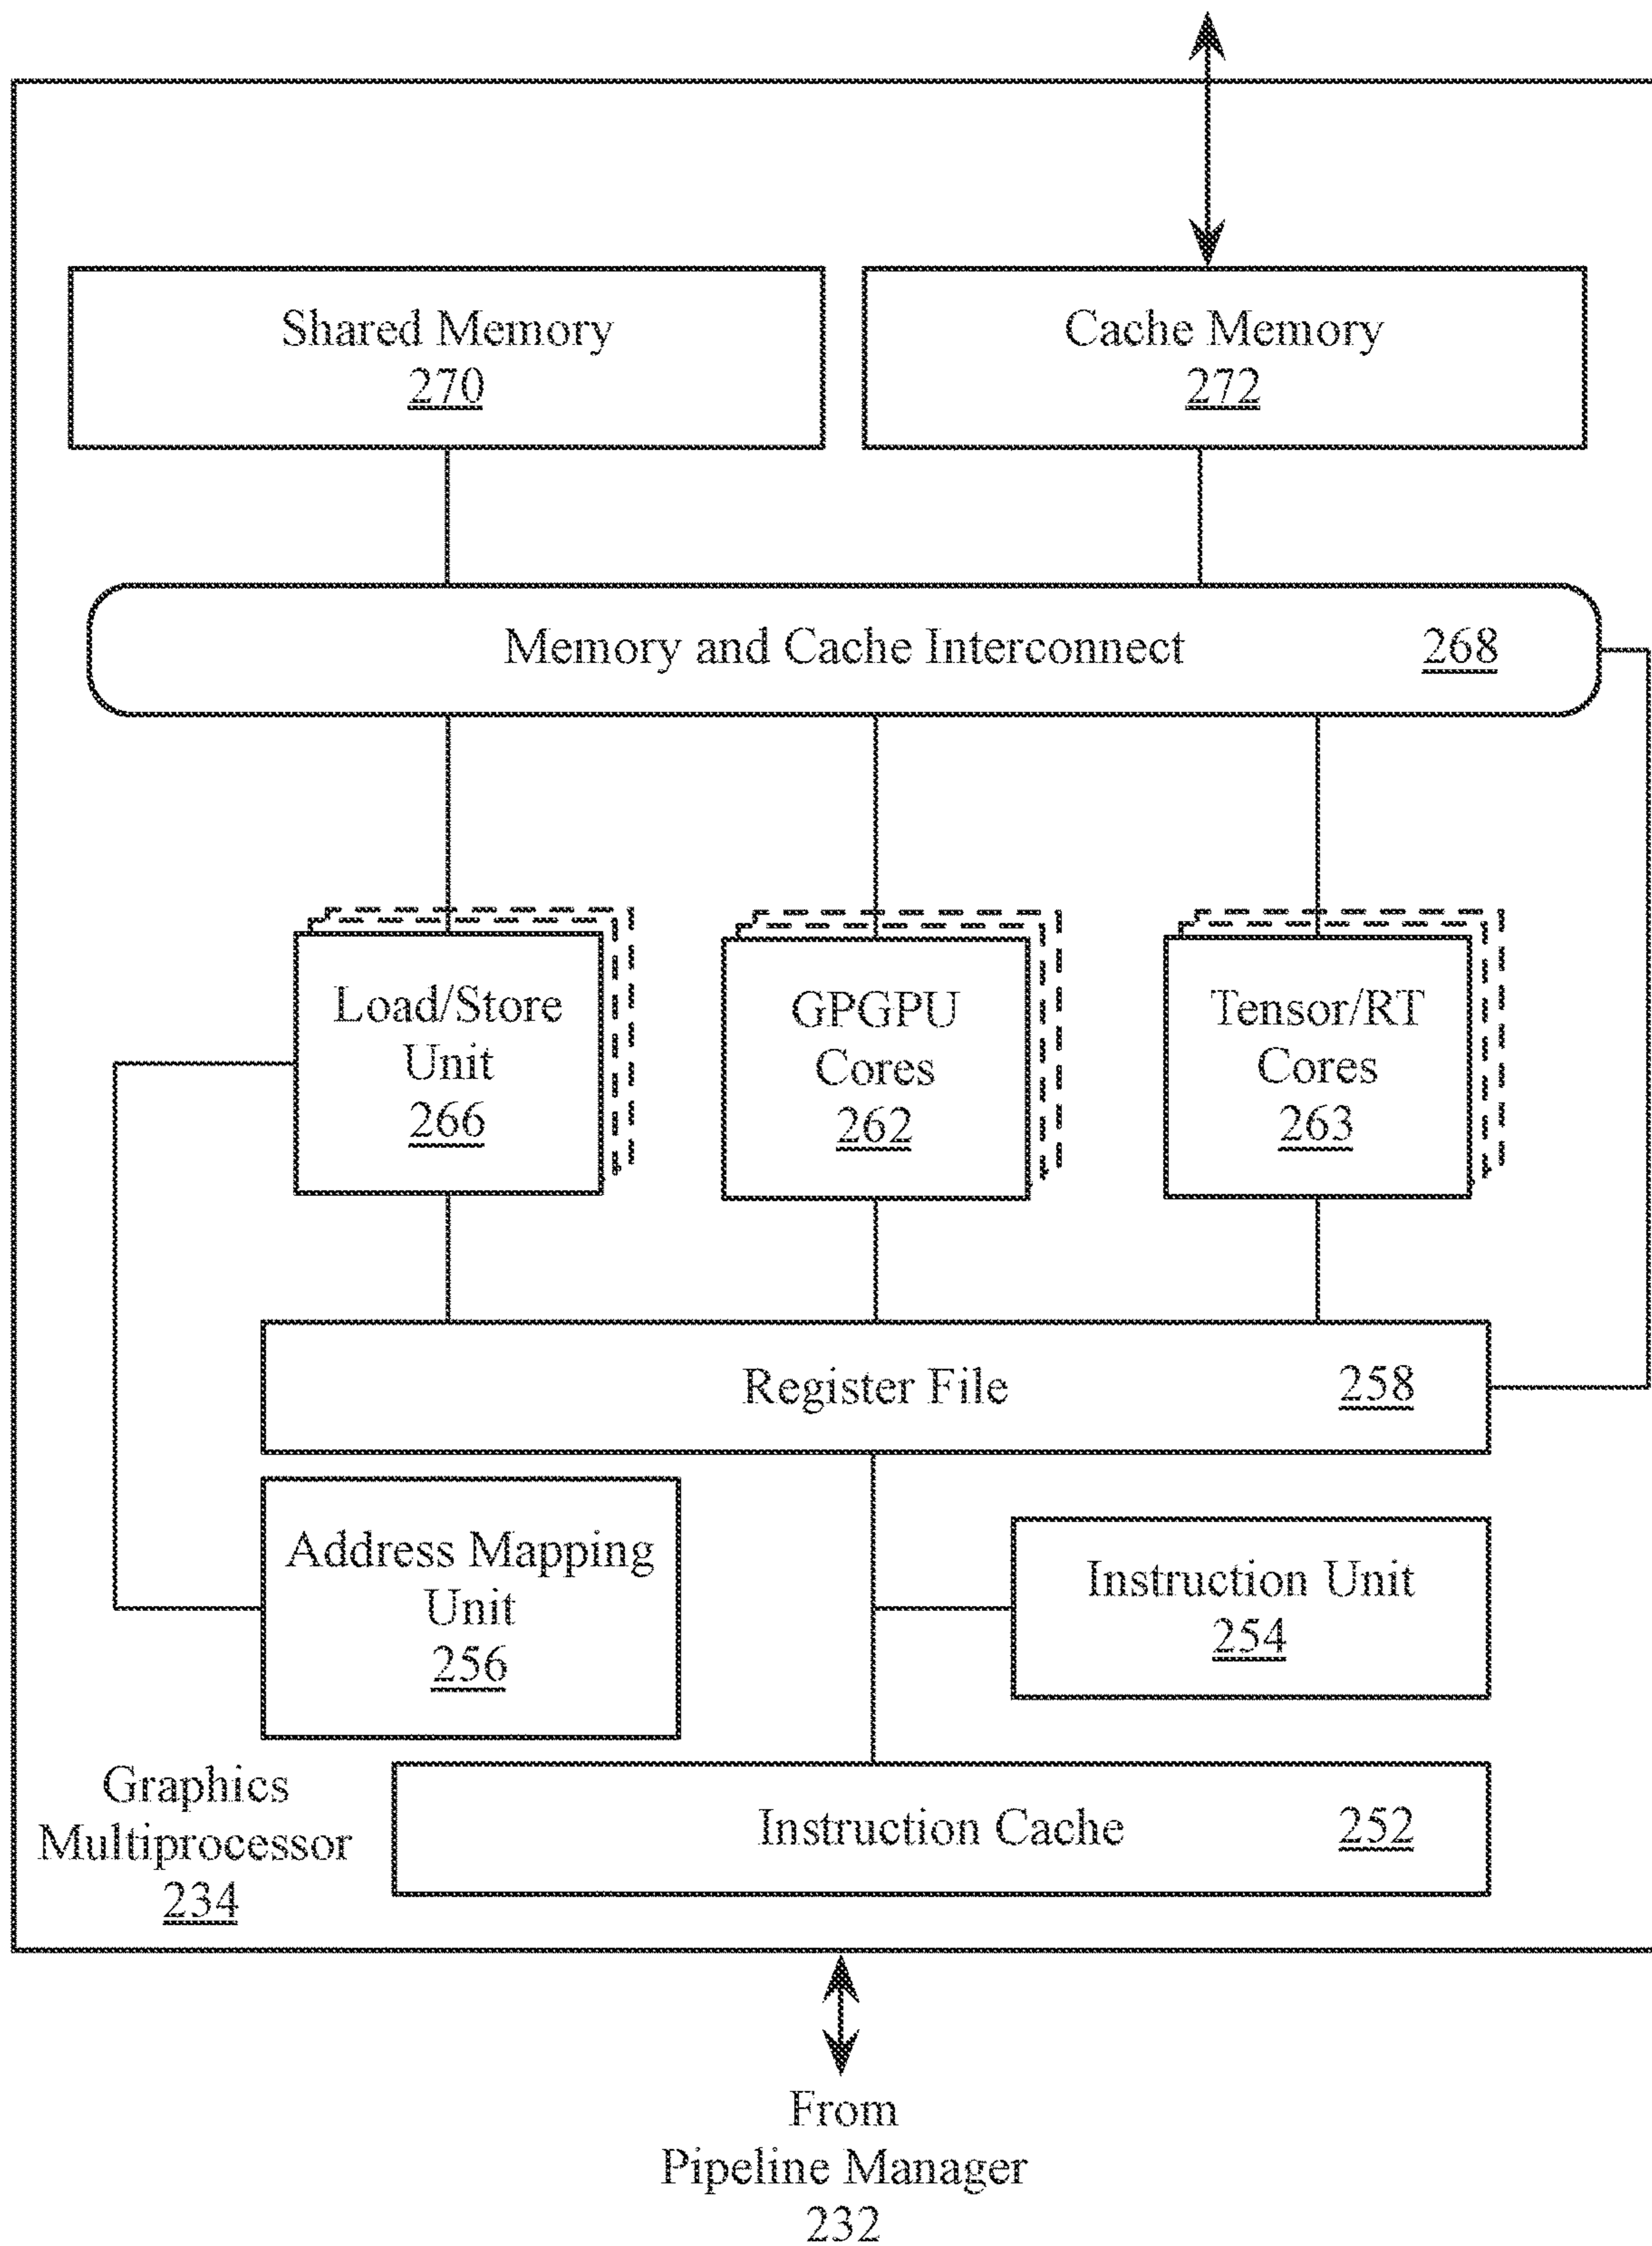 Shared Memory
270
Cache Memory
272
Memory and Cache Interconnect 268
Load/Store
Unit
266
GPGPU
Cores
262
Tensor/RT
Cores
263
Register File 258
Address Mapping
Unit
256
Instruction Unit
254
Graphics
Multiprocessor
234
Instruction Cache 252
From
Pipeline Manager
232